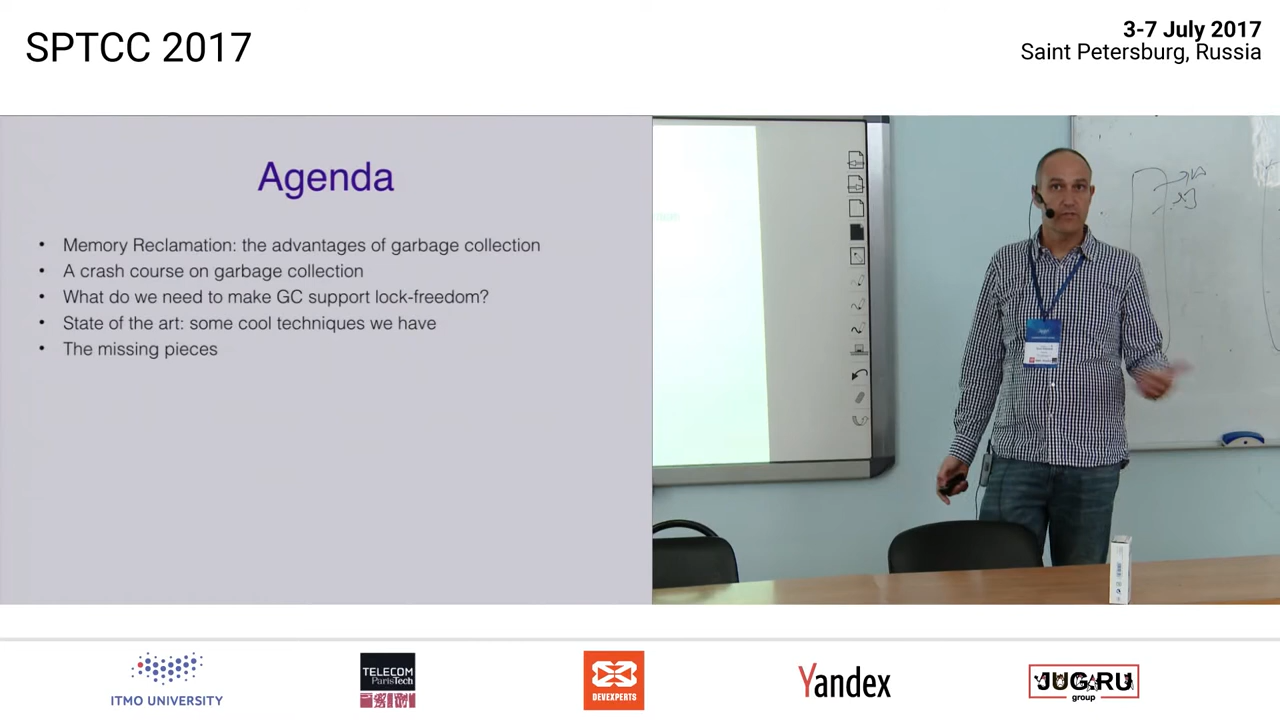 SPTCC 2017
3-7 July 2017
Saint Petersburg, Russia
Agenda
• Memory Reclamation: the advantages of garbage collection
• A crash course on garbage collection
• What do we need to make GC support lock-freedom?
• State of the art: some cool techniques we have
• The missing pieces
ITMO UNIVERSITY
TELECOM
ParisTech
DEVEXPERTS
Yandex
JUG.RU
group